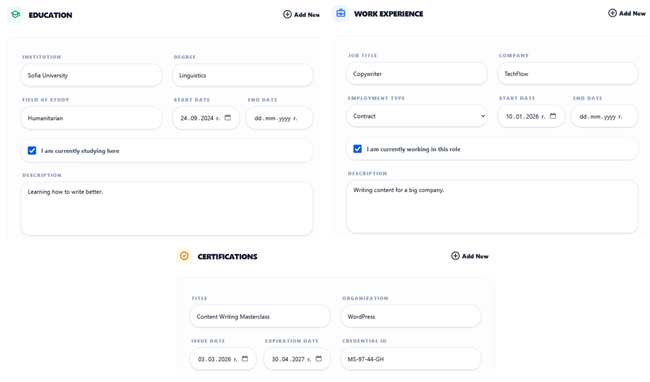 EDUCATION
Add New
INSTITUTION
DEGREE
Sofia University
Linguistics
FIELD OF STUDY
START DATE
END DATE
Humanitarian
24.09.2024 г.
dd.mm.yyyy г.
I am currently studying here
DESCRIPTION
Learning how to write better.
WORK EXPERIENCE
Add New
JOB TITLE
COMPANY
Copywriter
TechFlow
EMPLOYMENT TYPE
START DATE
END DATE
Contract
10.01.2026 г.
dd.mm.yyyy г.
I am currently working in this role
DESCRIPTION
Writing content for a big company.
CERTIFICATIONS
Add New
TITLE
ORGANIZATION
Content Writing Masterclass
WordPress
ISSUE DATE
EXPIRATION DATE
CREDENTIAL ID
03.03.2026 г.
30.04.2027 г.
MS-97-44-GH